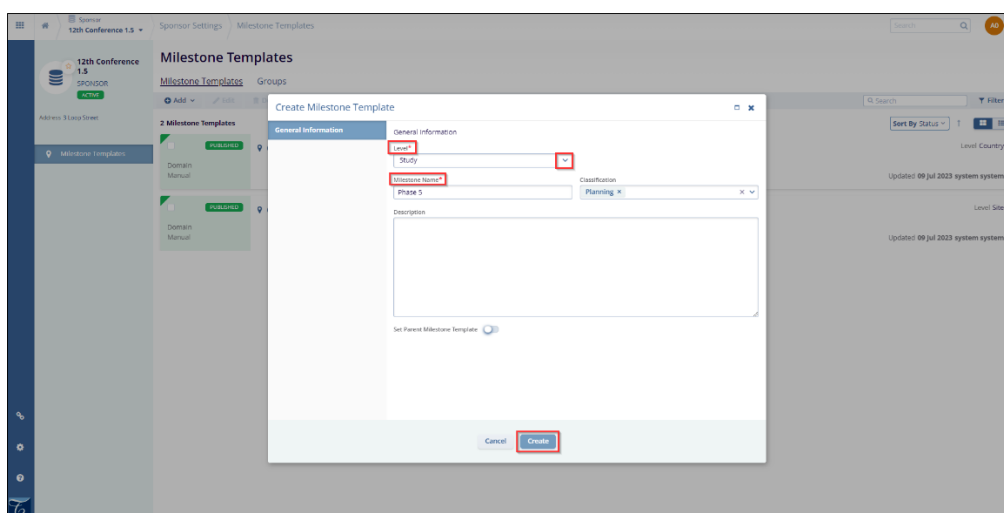 Sponsor
12th Conference 1.5
Sponsor Settings
Milestone Templates
Search
AD
12th Conference 1.5
SPONSOR
ACTIVE
Address 3 Loop Street
Milestone Templates
Milestone Templates
Milestone Templates Groups
Add
Edit
Search
Filter
2 Milestone Templates
Sort By Status
PUBLISHED
Level Country
Domain
Manual
Updated 09 Jul 2023 system system
PUBLISHED
Level Site
Domain
Manual
Updated 09 Jul 2023 system system
Create Milestone Template
General Information
General Information
Level*
Study
Milestone Name*
Phase 5
Classification
Planning ×
Description
Set Parent Milestone Template
Cancel
Create